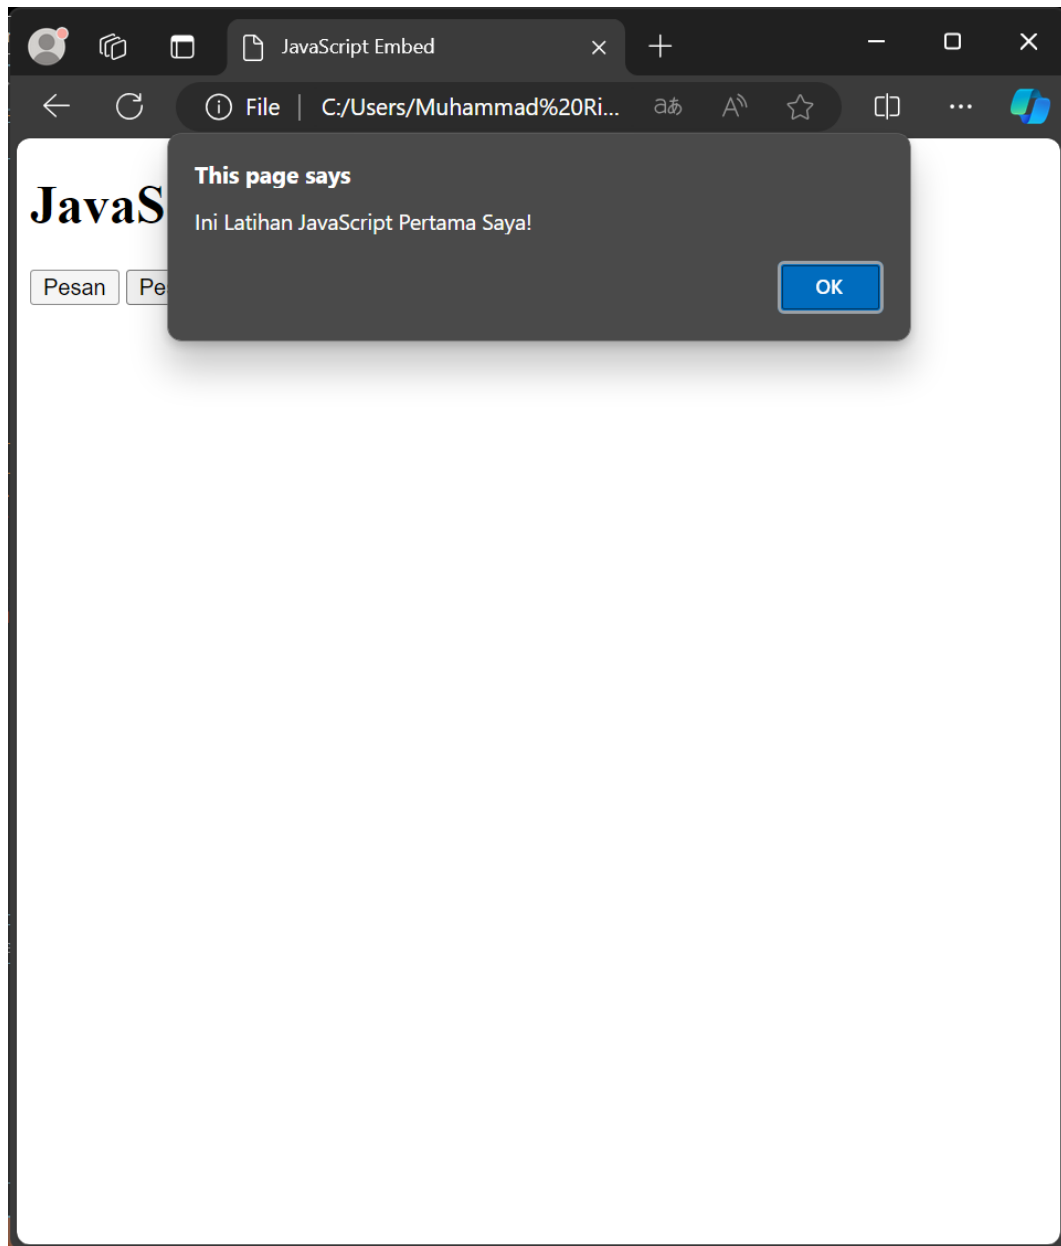 JavaScript Embed
File
C:/Users/Muhammad%20Ri...
This page says
Ini Latihan JavaScript Pertama Saya!
OK
JavaS
Pesan Pe